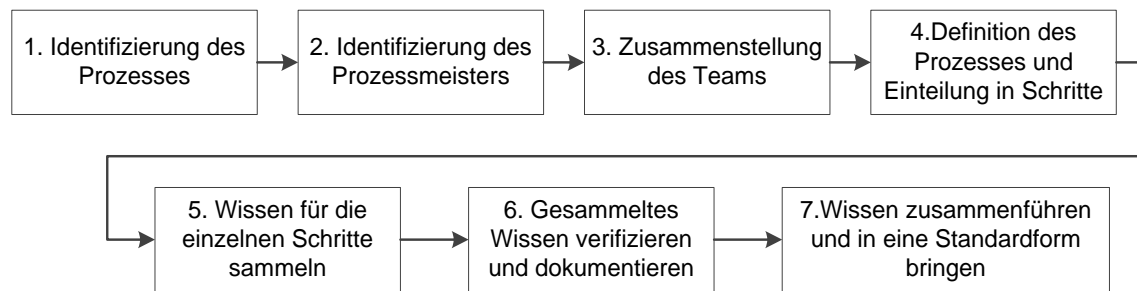 1. Identifizierung des
Prozesses
2. Identifizierung des
Prozessmeisters
3. Zusammenstellung
des Teams
4.Definition des
Prozesses und
Einteilung in Schritte
5. Wissen für die
einzelnen Schritte
sammeln
6. Gesammeltes
Wissen verifizieren
und dokumentieren
7.Wissen zusammenführen
und in eine Standardform
bringen